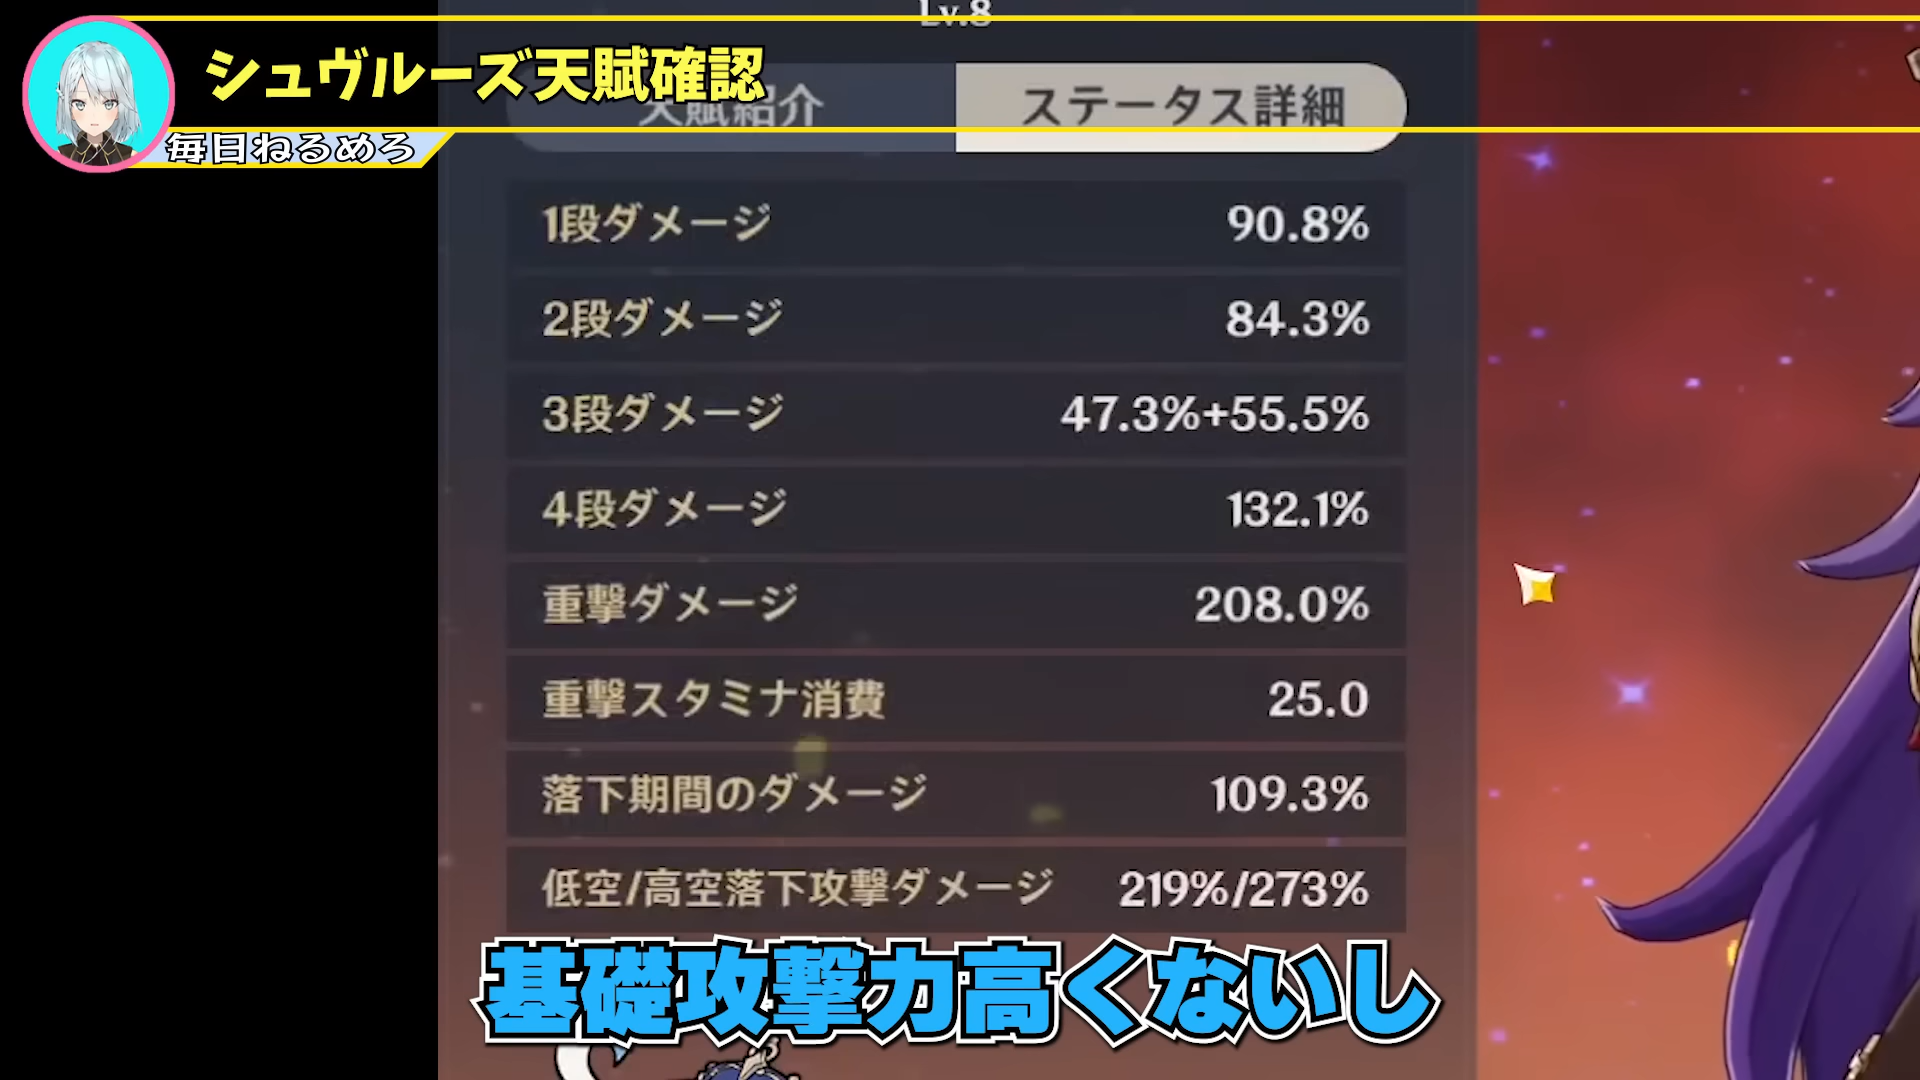 Lv.8
シュヴルーズ天賦確認
天賦紹介
ステータス詳細
毎日ねるめろ
1段ダメージ 90.8%
2段ダメージ 84.3%
3段ダメージ 47.3%+55.5%
4段ダメージ 132.1%
重撃ダメージ 208.0%
重撃スタミナ消費 25.0
落下期間のダメージ 109.3%
低空/高空落下攻撃ダメージ 219%/273%
基礎攻撃力高くないし